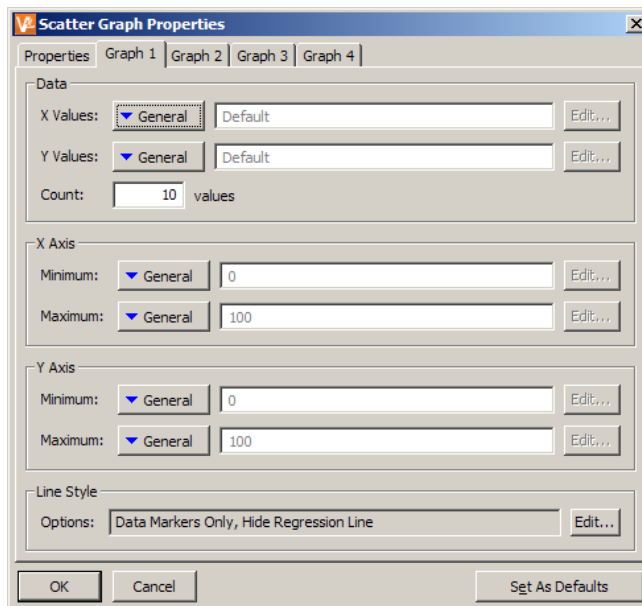 Scatter Graph Properties
Properties Graph 1 Graph 2 Graph 3 Graph 4
Data
X Values: General Default Edit...
Y Values: General Default Edit...
Count: 10 values
X Axis
Minimum: General 0 Edit...
Maximum: General 100 Edit...
Y Axis
Minimum: General 0 Edit...
Maximum: General 100 Edit...
Line Style
Options: Data Markers Only, Hide Regression Line Edit...
OK Cancel Set As Defaults